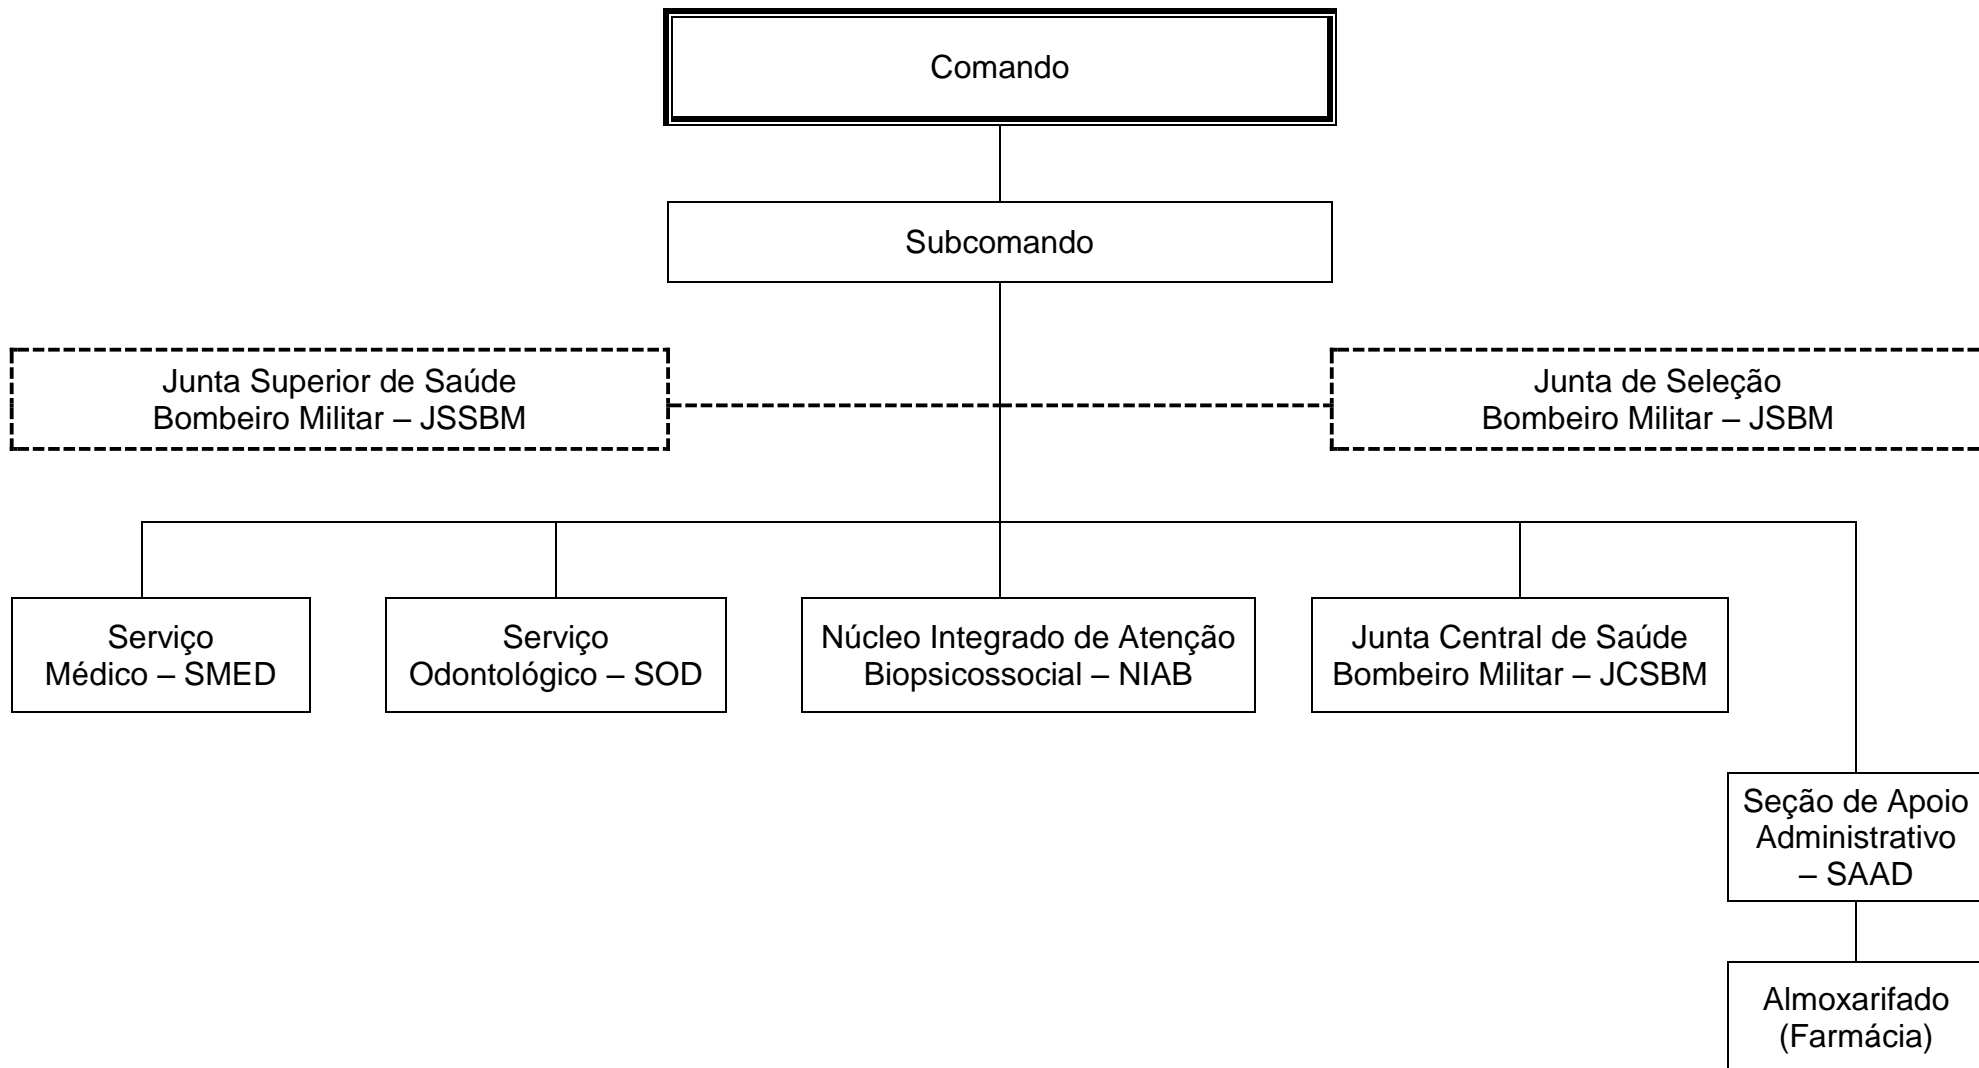 Comando
Subcomando
Junta Superior de Saúde
Bombeiro Militar – JSSBM
Junta de Seleção
Bombeiro Militar – JSBM
Serviço
Médico – SMED
Serviço
Odontológico – SOD
Núcleo Integrado de Atenção
Biopsicossocial – NIAB
Junta Central de Saúde
Bombeiro Militar – JCSBM
Seção de Apoio
Administrativo
– SAAD
Almoxarifado
(Farmácia)